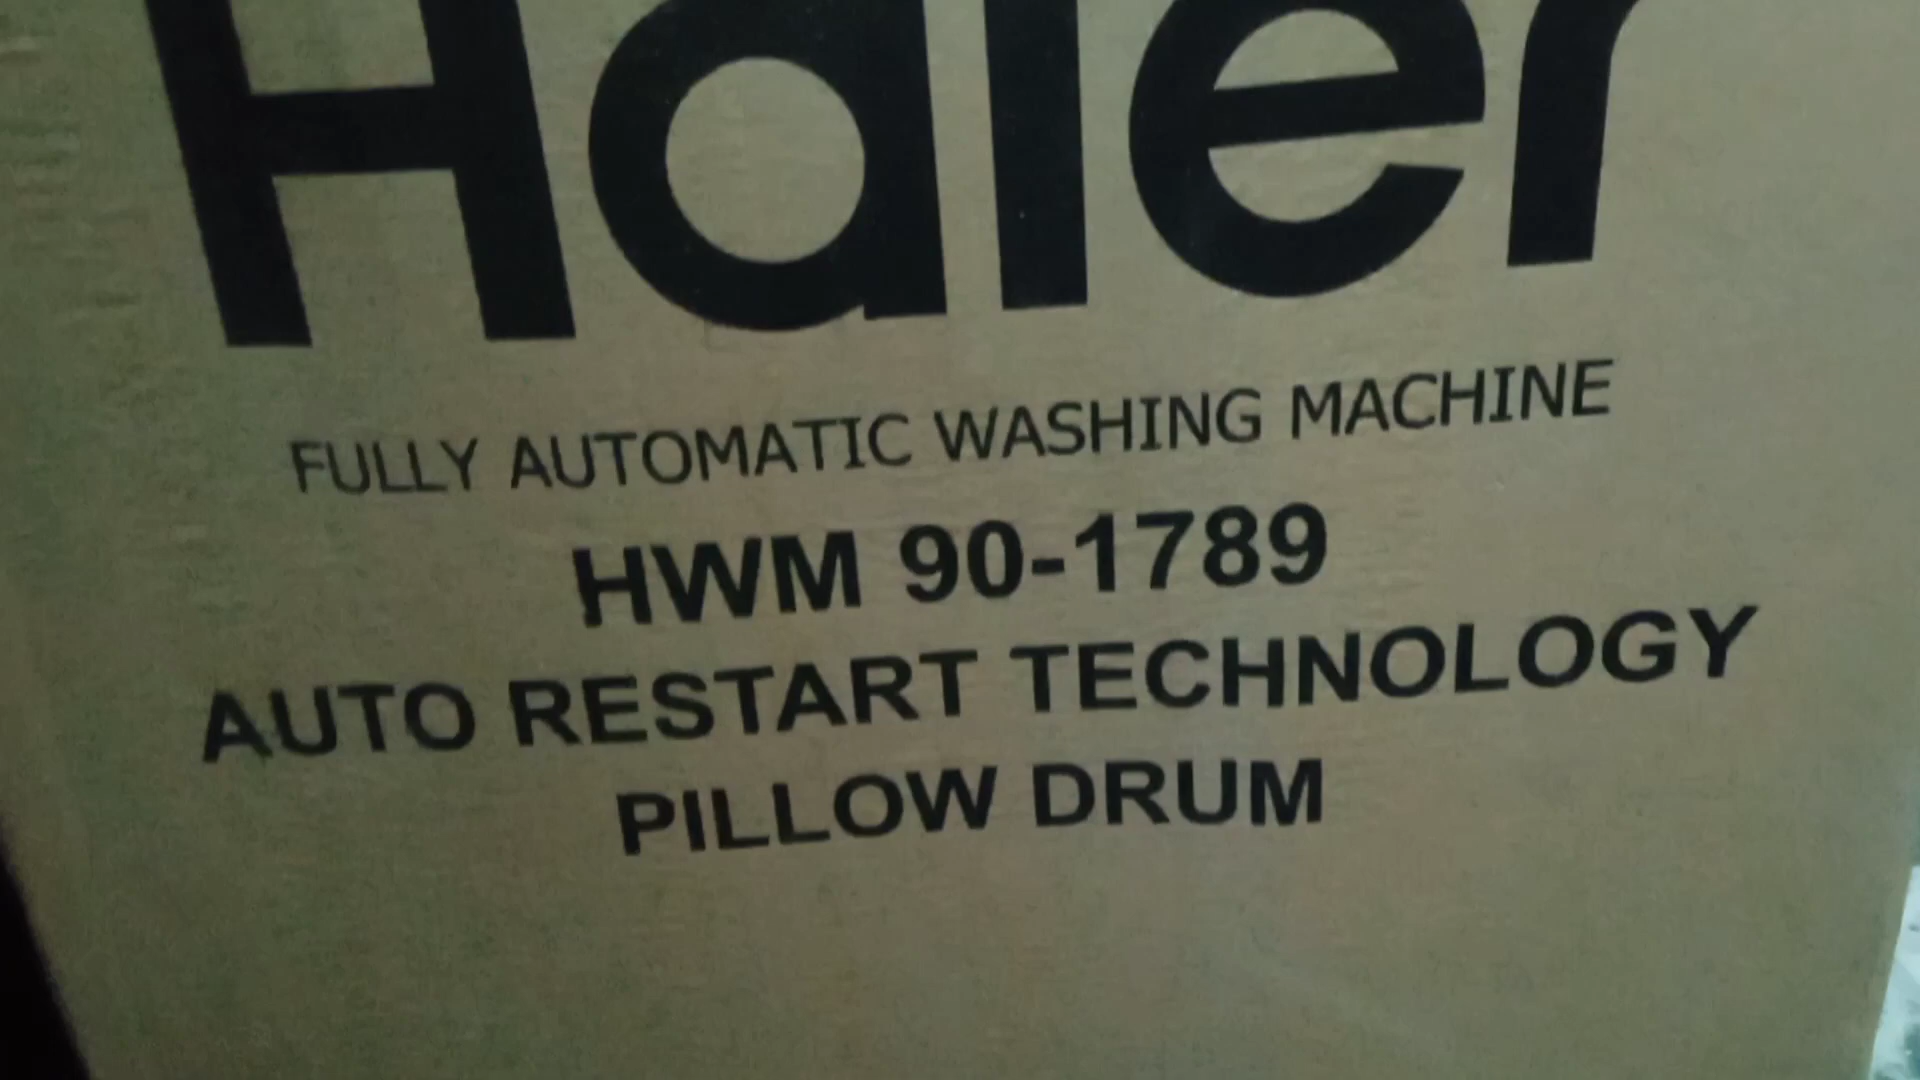 Haier
FULLY AUTOMATIC WASHING MACHINE
HWM 90-1789
AUTO RESTART TECHNOLOGY
PILLOW DRUM